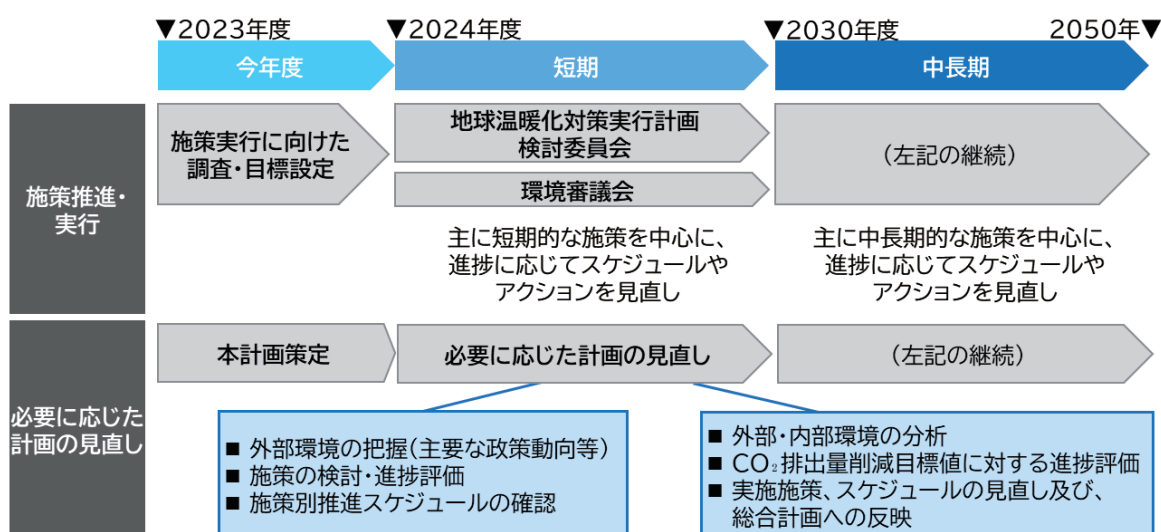 ▼2023年度
▼2024年度
▼2030年度
2050年▼
今年度
短期
中長期
施策推進・
実行
施策実行に向けた
調査・目標設定
地球温暖化対策実行計画
検討委員会
環境審議会
(左記の継続)
主に短期的な施策を中心に、
進捗に応じてスケジュールや
アクションを見直し
主に中長期的な施策を中心に、
進捗に応じてスケジュールや
アクションを見直し
必要に応じた
計画の見直し
本計画策定
必要に応じた計画の見直し
(左記の継続)
■ 外部環境の把握(主要な政策動向等)
■ 施策の検討・進捗評価
■ 施策別推進スケジュールの確認
■ 外部・内部環境の分析
■ CO₂排出量削減目標値に対する進捗評価
■ 実施施策、スケジュールの見直し及び、
総合計画への反映